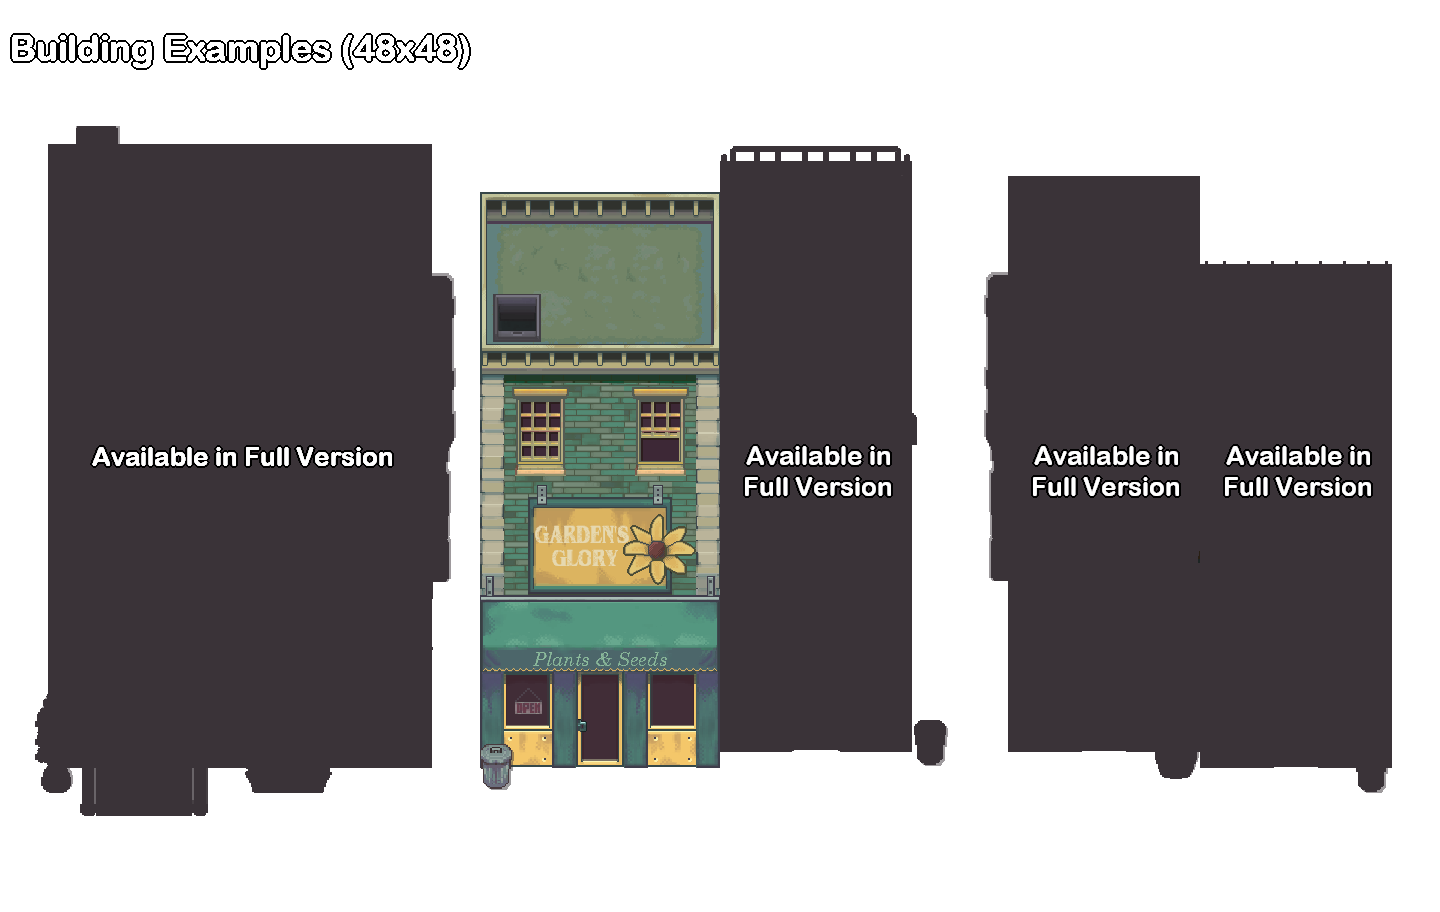 Building Examples (48x48)
Available in Full Version
GARDEN'S
GLORY
Plants & Seeds
OPEN
Available in
Full Version
Available in
Full Version
Available in
Full Version